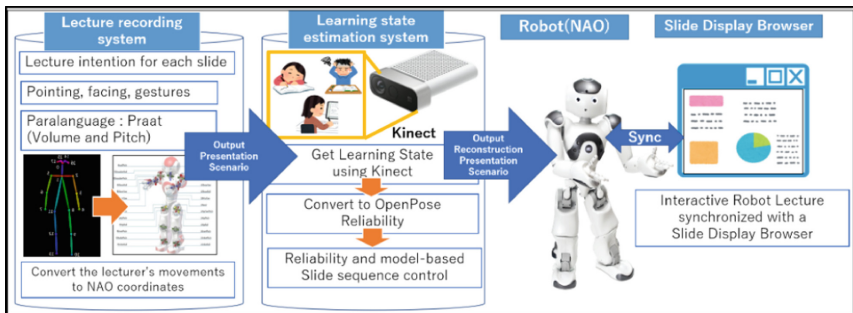 Lecture recording
system
Lecture intention for each slide
Pointing, facing, gestures
Paralanguage : Praat
(Volume and Pitch)
Convert the lecturer's movements
to NAO coordinates
Output
Presentation
Scenario
Learning state
estimation system
Kinect
Get Learning State
using Kinect
Convert to OpenPose
Reliability
Reliability and model-based
Slide sequence control
Output
Reconstruction
Presentation
Scenario
Robot(NAO)
Sync
Slide Display Browser
Interactive Robot Lecture
synchronized with a
Slide Display Browser